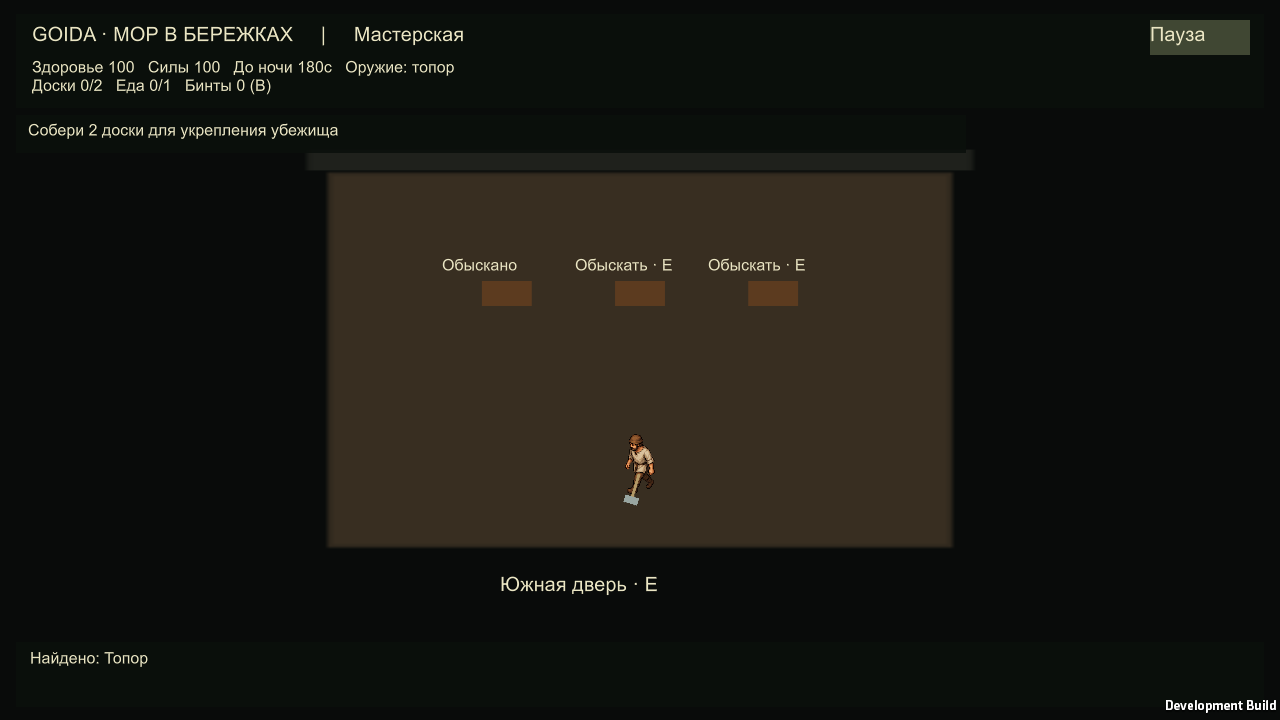 GOIDA · МОР В БЕРЕЖКАХ | Мастерская
Пауза
Здоровье 100 Силы 100 До ночи 180с Оружие: топор
Доски 0/2 Еда 0/1 Бинты 0 (B)
Собери 2 доски для укрепления убежища
Обыскано Обыскать · E Обыскать · E
Южная дверь · E
Найдено: Топор
Development Build